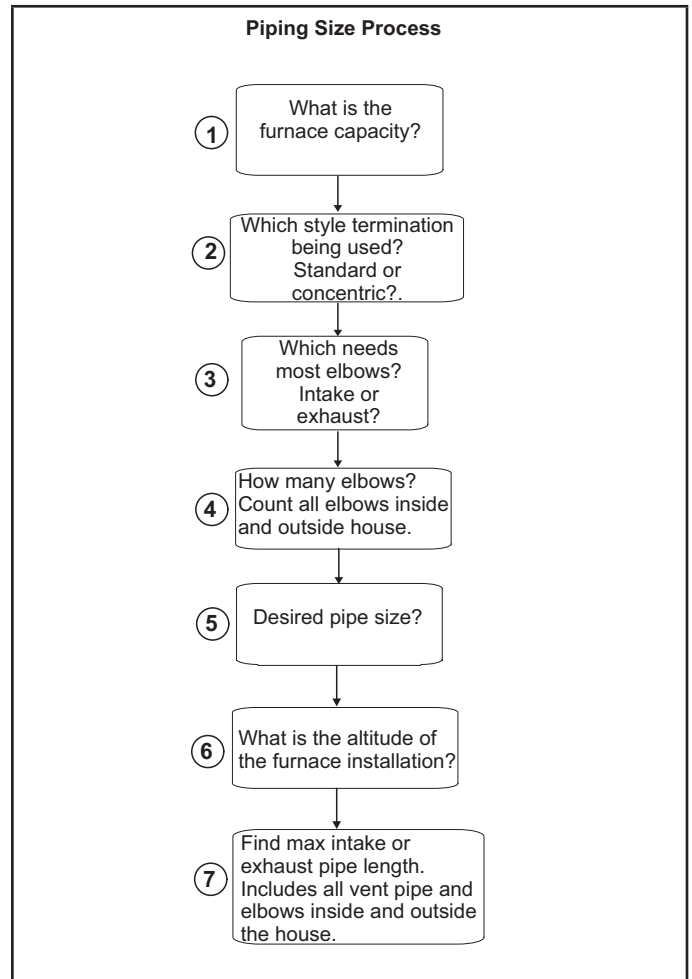 Piping Size Process
1
What is the
furnace capacity?
2
Which style termination
being used?
Standard or
concentric?.
3
Which needs
most elbows?
Intake or
exhaust?
4
How many elbows?
Count all elbows inside
and outside house.
5
Desired pipe size?
6
What is the altitude of
the furnace installation?
7
Find max intake or
exhaust pipe length.
Includes all vent pipe and
elbows inside and outside
the house.